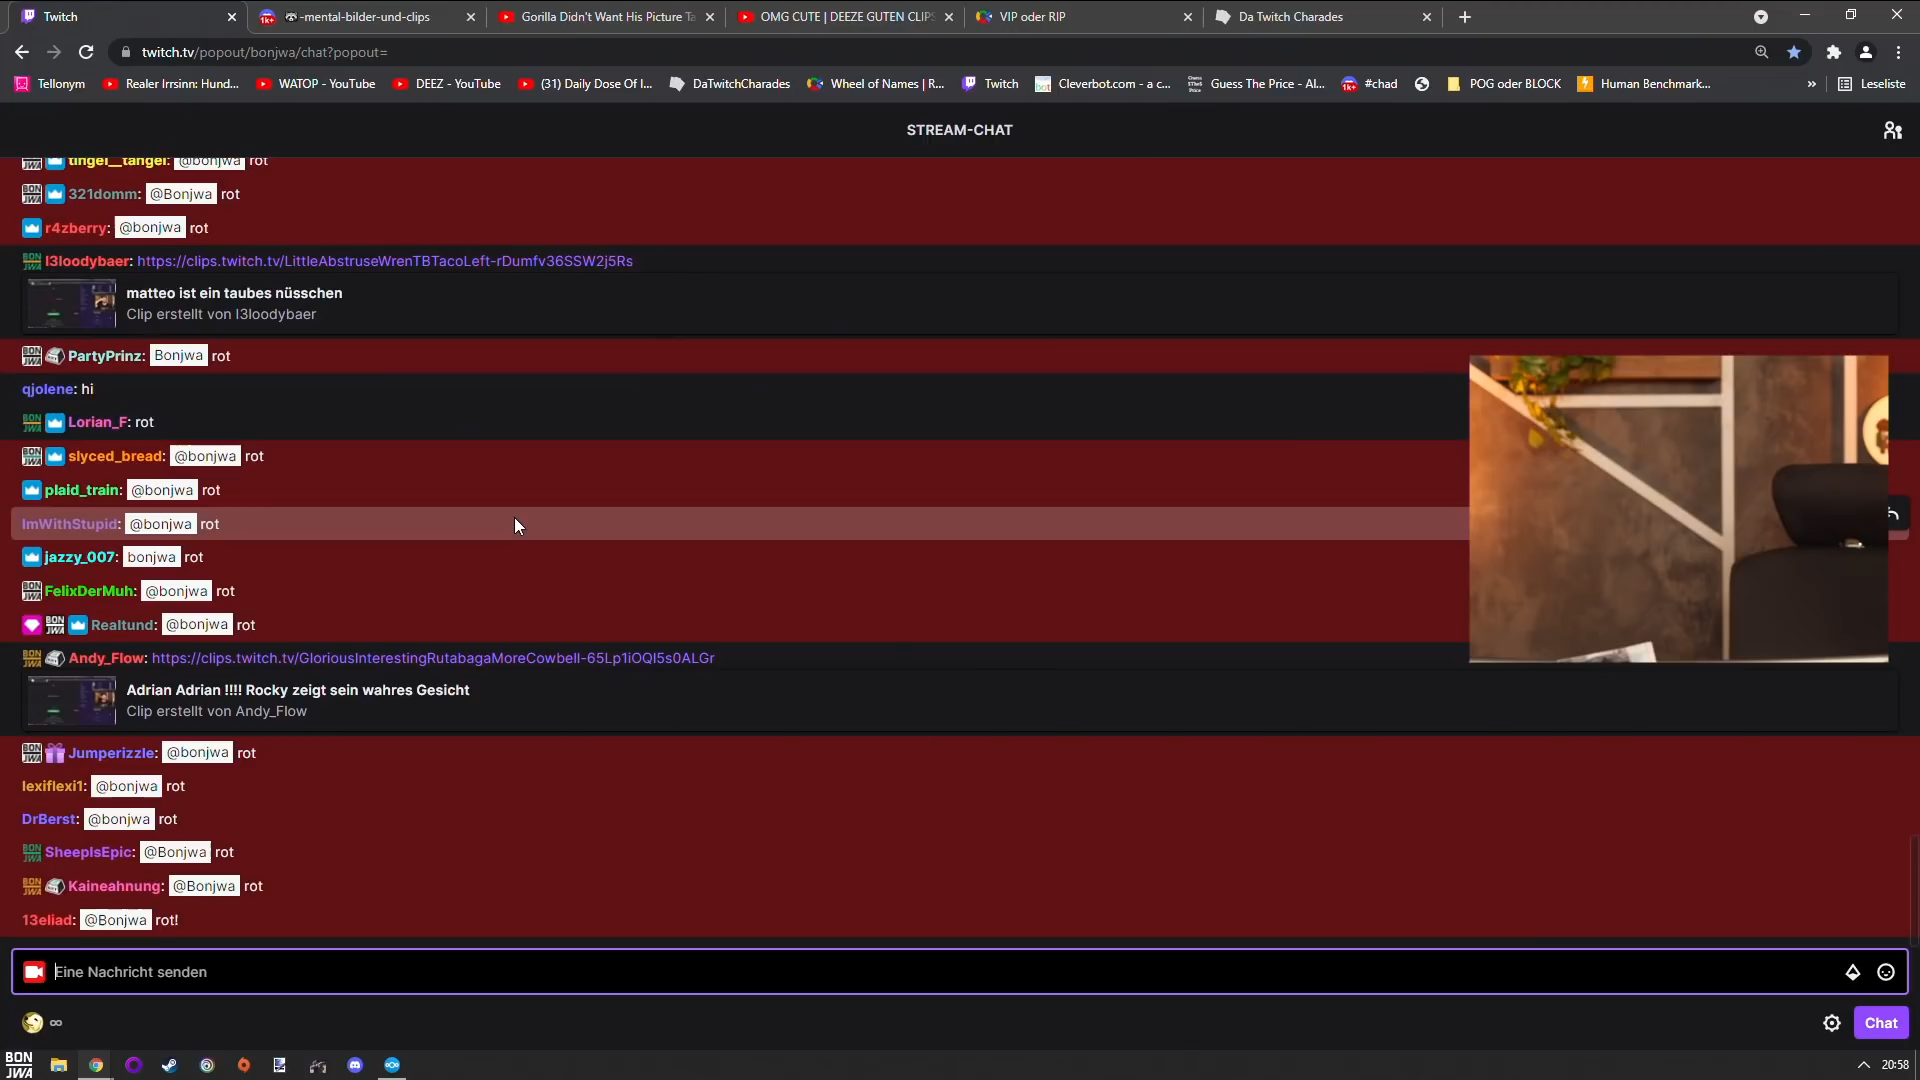 Twitch
-mental-bilder-und-clips
Gorilla Didn't Want His Picture Ta
OMG CUTE | DEEZE GUTEN CLIPS
VIP oder RIP
Da Twitch Charades
twitch.tv/popout/bonjwa/chat?popout=
Tellonym
Realer Irrsinn: Hund...
WATOP - YouTube
DEEZ - YouTube
(31) Daily Dose Of I...
DaTwitchCharades
Wheel of Names | R...
Twitch
Cleverbot.com - a c...
Guess The Price - Al...
#chad
POG oder BLOCK
Human Benchmark...
»
Leseliste
STREAM-CHAT
tingel__tangel: @bonjwa rot
321domm: @Bonjwa rot
r4zberry: @bonjwa rot
l3loodybaer: https://clips.twitch.tv/LittleAbstruseWrenTBTacoLeft-rDumfv36SSW2j5Rs
matteo ist ein taubes nüsschen
Clip erstellt von l3loodybaer
PartyPrinz: Bonjwa rot
qjolene: hi
Lorian_F: rot
slyced_bread: @bonjwa rot
plaid_train: @bonjwa rot
ImWithStupid: @bonjwa rot
jazzy_007: bonjwa rot
FelixDerMuh: @bonjwa rot
Realtund: @bonjwa rot
Andy_Flow: https://clips.twitch.tv/GloriousInterestingRutabagaMoreCowbell-65Lp1iOQI5s0ALGr
Adrian Adrian !!!! Rocky zeigt sein wahres Gesicht
Clip erstellt von Andy_Flow
Jumperizzle: @bonjwa rot
lexiflexi1: @bonjwa rot
DrBerst: @bonjwa rot
SheepIsEpic: @Bonjwa rot
Kaineahnung: @Bonjwa rot
13eliad: @Bonjwa rot!
Eine Nachricht senden
∞
Chat
BON
JWA
20:58